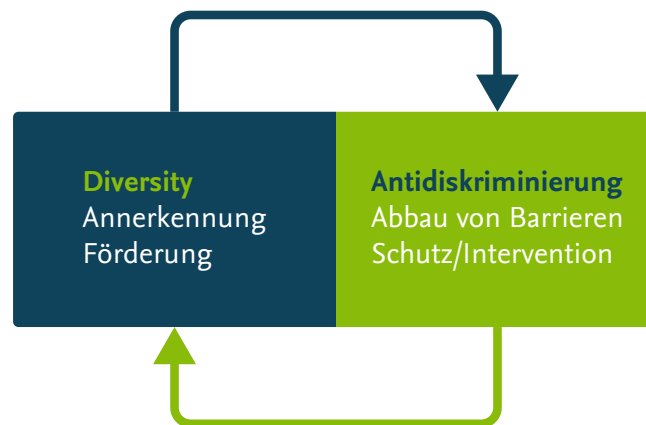 Diversity
Annerkennung
Förderung
Antidiskriminierung
Abbau von Barrieren
Schutz/Intervention